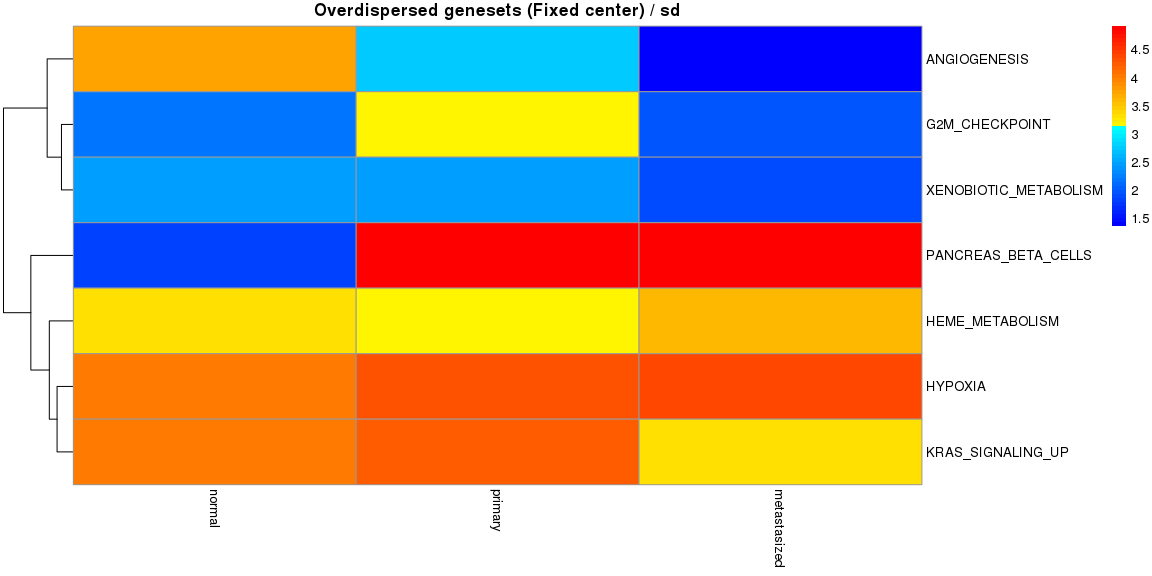 Overdispersed genesets (Fixed center) / sd
ANGIOGENESIS
G2M_CHECKPOINT
XENOBIOTIC_METABOLISM
PANCREAS_BETA_CELLS
HEME_METABOLISM
HYPOXIA
KRAS_SIGNALING_UP
4.5
4
3.5
3
2.5
2
1.5
normal
primary
metastasized